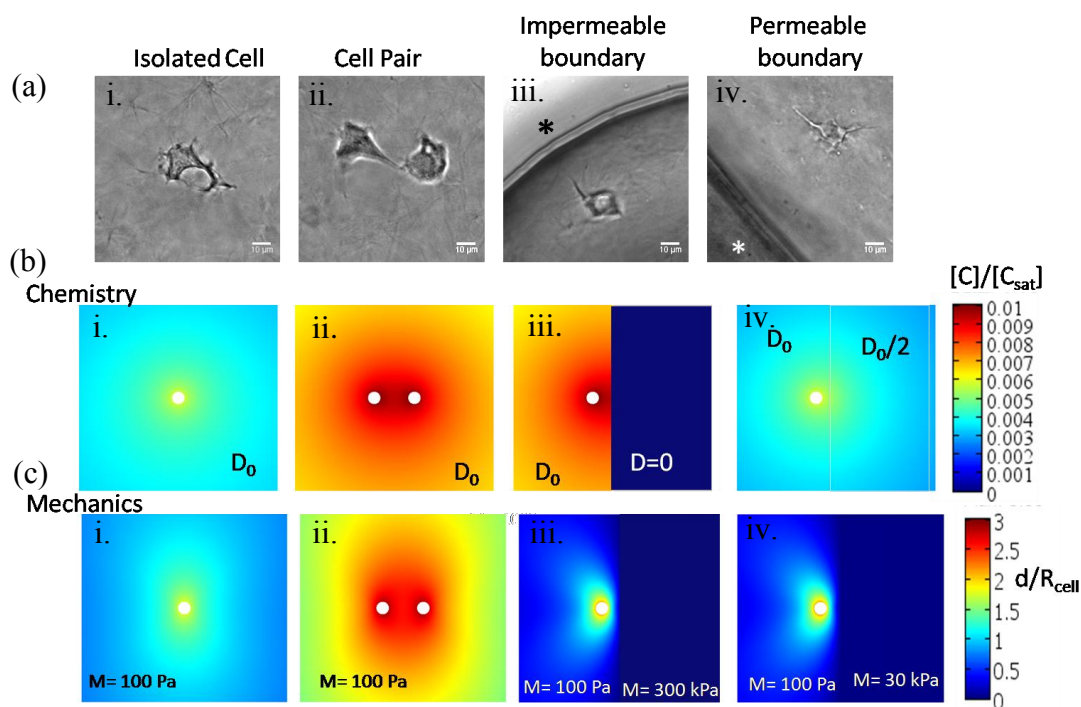 Isolated Cell
Cell Pair
Impermeable
boundary
Permeable
boundary
(a)
i.
ii.
iii.
iv.
*
*
10 µm
10 µm
10 µm
10 µm
(b)
Chemistry
[C]/[Csat]
i.
ii.
iii.
iv.
D0
D0/2
D0
D0
D0
D=0
0.01
0.009
0.008
0.007
0.006
0.005
0.004
0.003
0.002
0.001
0
(c)
Mechanics
i.
ii.
iii.
iv.
M= 100 Pa
M= 100 Pa
M= 100 Pa
M= 300 kPa
M= 100 Pa
M= 30 kPa
3
2.5
2
1.5
1
0.5
0
d/Rcell